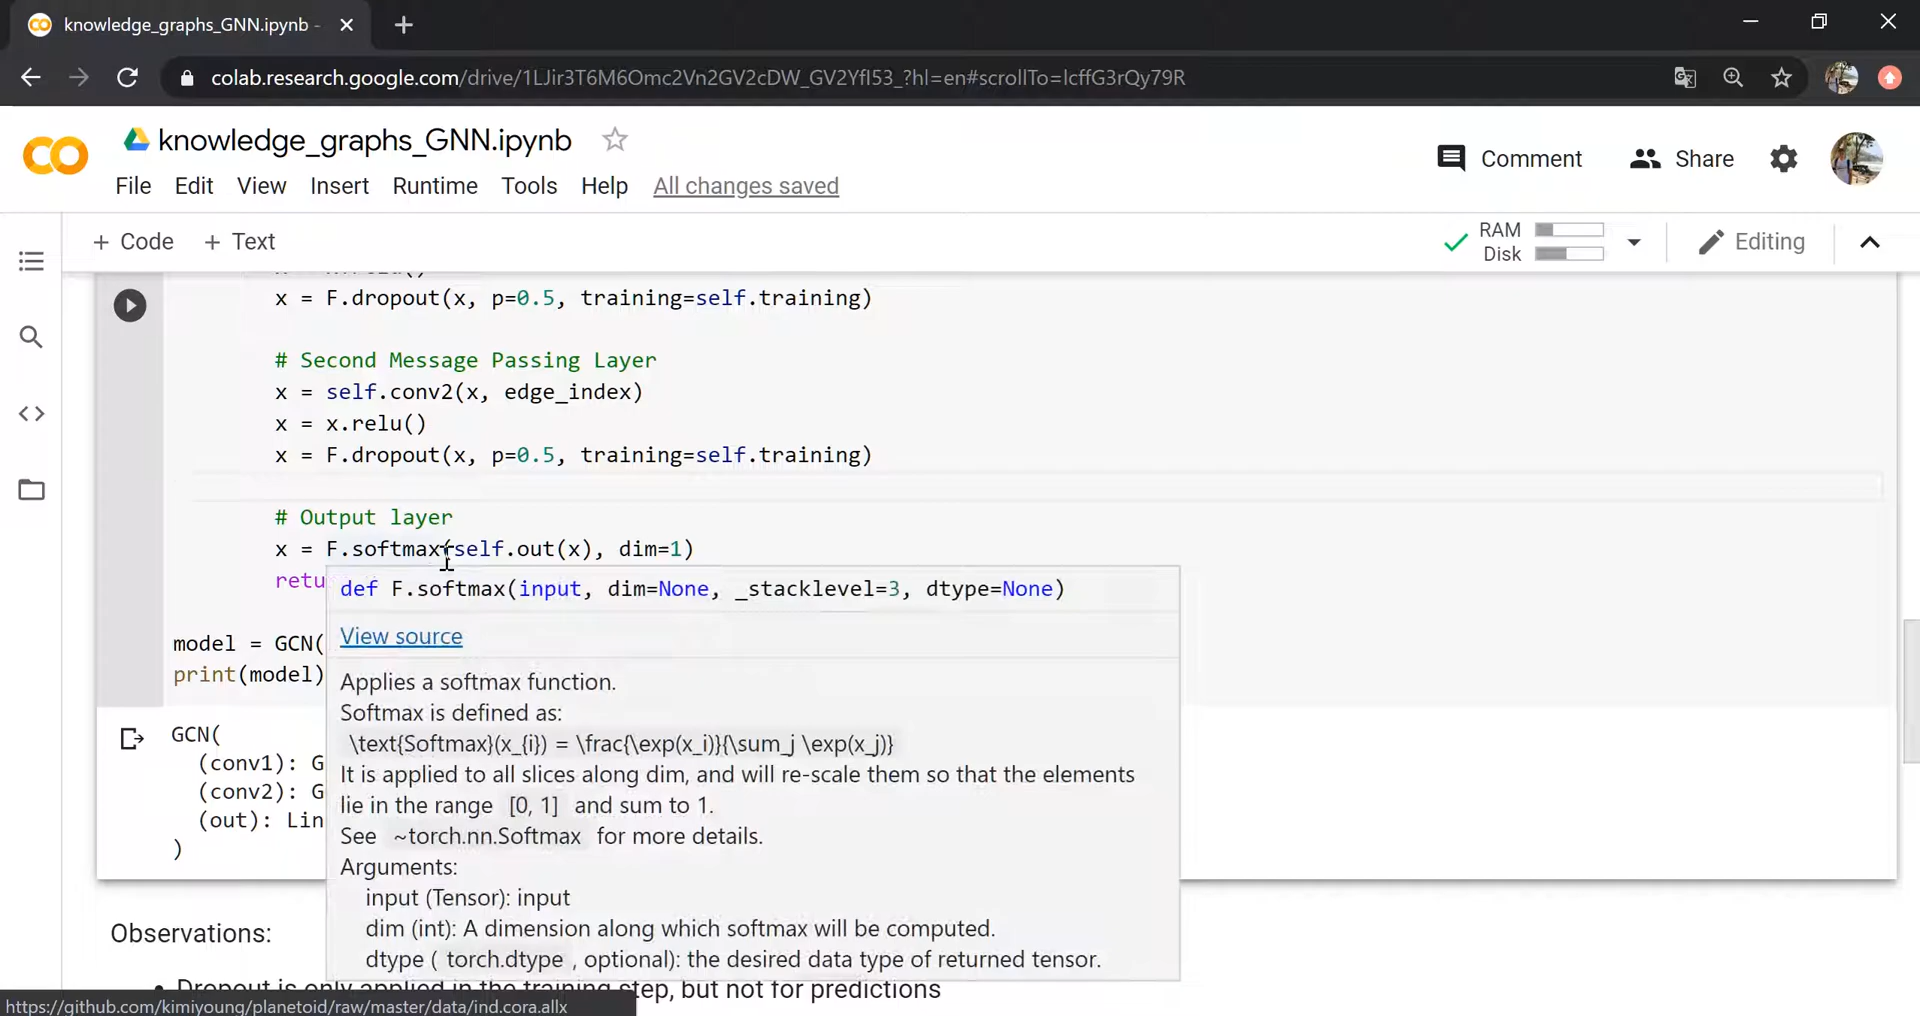 knowledge_graphs_GNN.ipynb -
colab.research.google.com/drive/1LJir3T6M6Omc2Vn2GV2cDW_GV2YfI53_?hl=en#scrollTo=lcffG3rQy79R
knowledge_graphs_GNN.ipynb
Comment
Share
File Edit View Insert Runtime Tools Help All changes saved
+ Code + Text
RAM
Disk
Editing
x = F.dropout(x, p=0.5, training=self.training)
# Second Message Passing Layer
x = self.conv2(x, edge_index)
x = x.relu()
x = F.dropout(x, p=0.5, training=self.training)
# Output layer
x = F.softmax(self.out(x), dim=1)
retu
def F.softmax(input, dim=None, _stacklevel=3, dtype=None)
View source
model = GCN(
print(model)
Applies a softmax function.
Softmax is defined as:
\text{Softmax}(x_{i}) = \frac{\exp(x_i)}{\sum_j \exp(x_j)}
It is applied to all slices along dim, and will re-scale them so that the elements
lie in the range [0, 1] and sum to 1.
See ~torch.nn.Softmax for more details.
Arguments:
input (Tensor): input
dim (int): A dimension along which softmax will be computed.
dtype ( torch.dtype , optional): the desired data type of returned tensor.
GCN(
(conv1): G
(conv2): G
(out): Lin
)
Observations:
• Dropout is only applied in the training step, but not for predictions
https://github.com/kimiyoung/planetoid/raw/master/data/ind.cora.allx